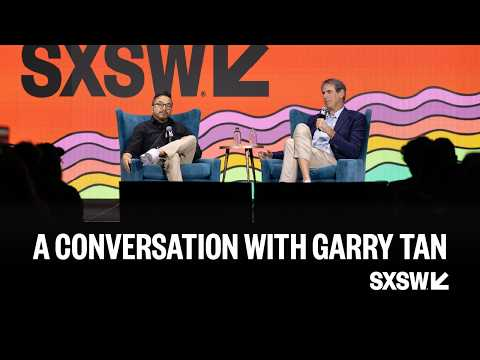 SXSW
A CONVERSATION WITH GARRY TAN
SXSW